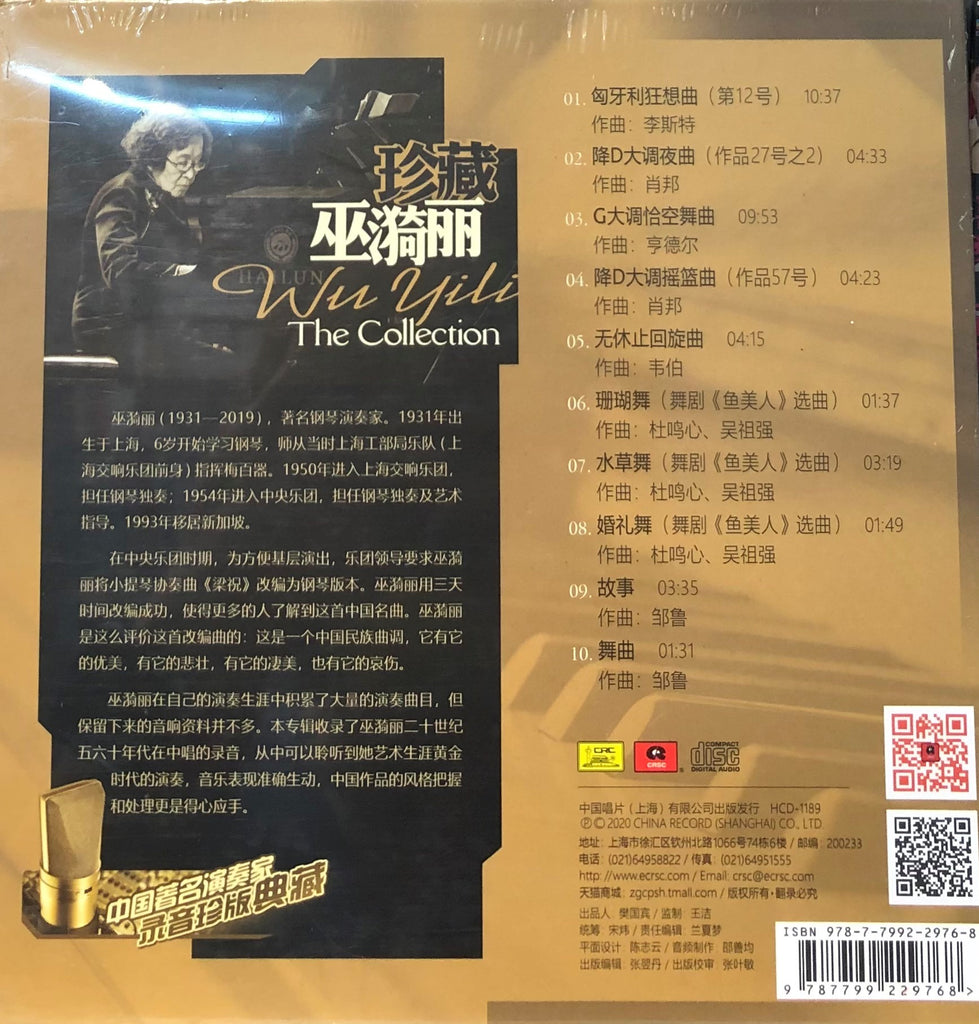 珍藏
巫漪丽
HAILUN
Wu Yili
The Collection
巫漪丽（1931—2019），著名钢琴演奏家。1931年出
生于上海，6岁开始学习钢琴，师从当时上海工部局乐队（上
海交响乐团前身）指挥梅百器。1950年进入上海交响乐团，
担任钢琴独奏；1954年进入中央乐团，担任钢琴独奏及艺术
指导。1993年移居新加坡。
在中央乐团时期，为方便基层演出，乐团领导要求巫漪
丽将小提琴协奏曲《梁祝》改编为钢琴版本。巫漪丽用三天
时间改编成功，使得更多的人了解到这首中国名曲。巫漪丽
是这么评价这首改编曲的：这是一个中国民族曲调，它有它
的优美，有它的悲壮，有它的凄美，也有它的哀伤。
巫漪丽在自己的演奏生涯中积累了大量的演奏曲目，但
保留下来的音响资料并不多。本专辑收录了巫漪丽二十世纪
五六十年代在中唱的录音，从中可以聆听到她艺术生涯黄金
时代的演奏，音乐表现准确生动，中国作品的风格把握
和处理更是得心应手。
中国著名演奏家
录音珍版典藏
01. 匈牙利狂想曲（第12号） 10:37
作曲：李斯特
02. 降D大调夜曲（作品27号之2） 04:33
作曲：肖邦
03. G大调恰空舞曲 09:53
作曲：亨德尔
04. 降D大调摇篮曲（作品57号） 04:23
作曲：肖邦
05. 无休止回旋曲 04:15
作曲：韦伯
06. 珊瑚舞（舞剧《鱼美人》选曲） 01:37
作曲：杜鸣心、吴祖强
07. 水草舞（舞剧《鱼美人》选曲） 03:19
作曲：杜鸣心、吴祖强
08. 婚礼舞（舞剧《鱼美人》选曲） 01:49
作曲：杜鸣心、吴祖强
09. 故事 03:35
作曲：邹鲁
10. 舞曲 01:31
作曲：邹鲁
CRC CRSC COMPACT disc DIGITAL AUDIO
中国唱片（上海）有限公司出版发行 HCD-1189
℗©2020 CHINA RECORD (SHANGHAI) CO., LTD
地址：上海市徐汇区钦州北路1066号74栋6楼 / 邮编：200233
电话：(021)64958822 / 传真：(021)64951555
http://www.ecrsc.com / Email: crsc@ecrsc.com
天猫商城：zgcpsh.tmall.com / 版权所有·翻录必究
出品人：樊国宾 / 监制：王洁
统筹：宋炜 / 责任编辑：兰夏梦
平面设计：陈志云 / 音频制作：邵善均
出版编辑：张翌丹 / 出版校审：张叶敏
ISBN 978-7-7992-2976-8
9 787799 229768 >